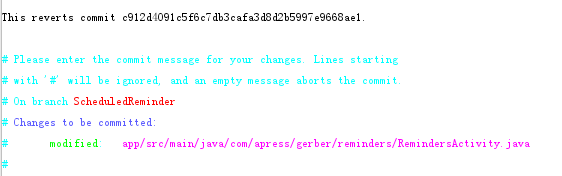 This reverts commit c912d4091c5f6c7db3cafa3d8d2b5997e9668ae1.
# Please enter the commit message for your changes. Lines starting
# with '#' will be ignored, and an empty message aborts the commit.
# On branch ScheduledReminder
# Changes to be committed:
#       modified:   app/src/main/java/com/apress/gerber/reminders/RemindersActivity.java
#